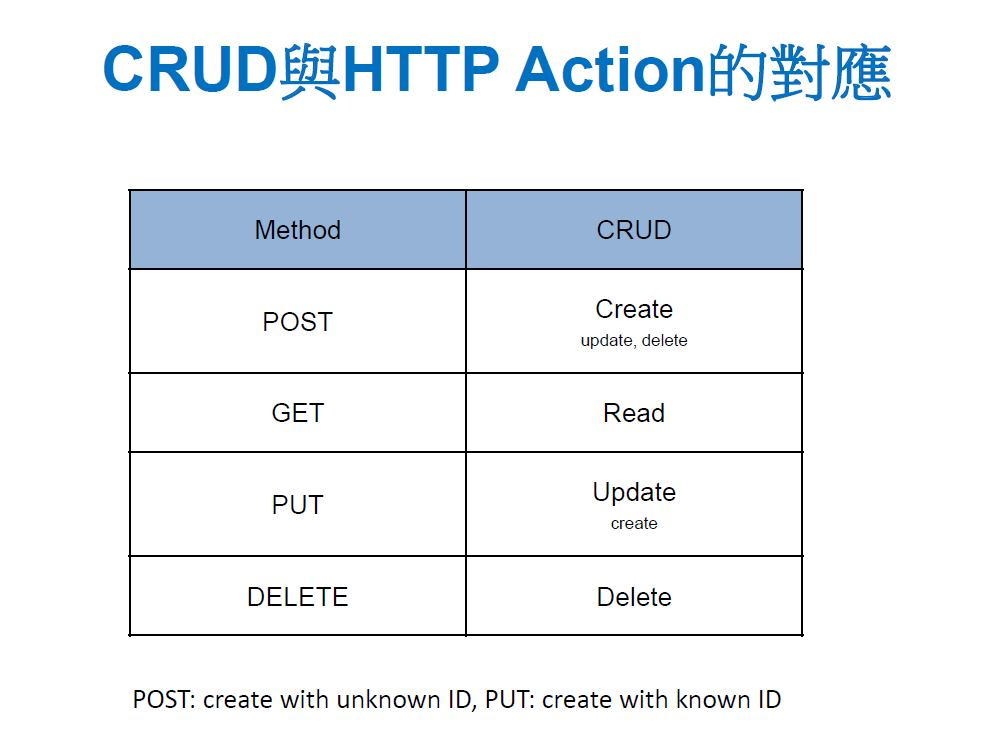 CRUD與HTTP Action的對應
Method CRUD
POST Create
update, delete
GET Read
PUT Update
create
DELETE Delete
POST: create with unknown ID, PUT: create with known ID